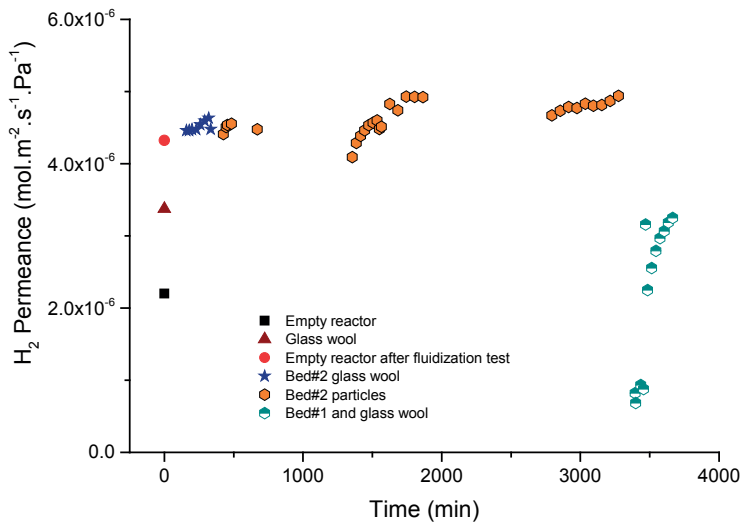 6.0x10⁻⁶
4.0x10⁻⁶
2.0x10⁻⁶
0.0
H₂ Permeance (mol.m⁻².s⁻¹.Pa⁻¹)
Empty reactor
Glass wool
Empty reactor after fluidization test
Bed#2 glass wool
Bed#2 particles
Bed#1 and glass wool
0 1000 2000 3000 4000
Time (min)